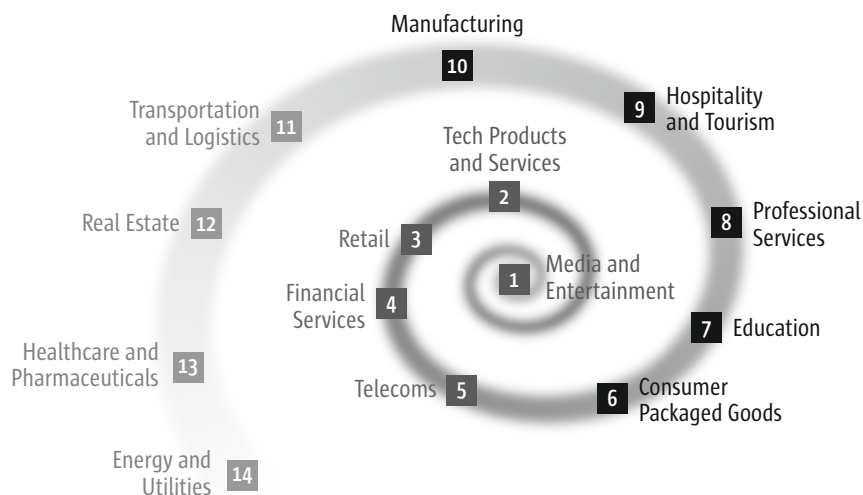 Manufacturing
10
Transportation
and Logistics
11
9
Hospitality
and Tourism
Tech Products
and Services
2
Real Estate
12
Retail
3
8
Professional
Services
1
Media and
Entertainment
Financial
Services
4
7
Education
Healthcare and
Pharmaceuticals
13
Telecoms
5
6
Consumer
Packaged Goods
Energy and
Utilities
14